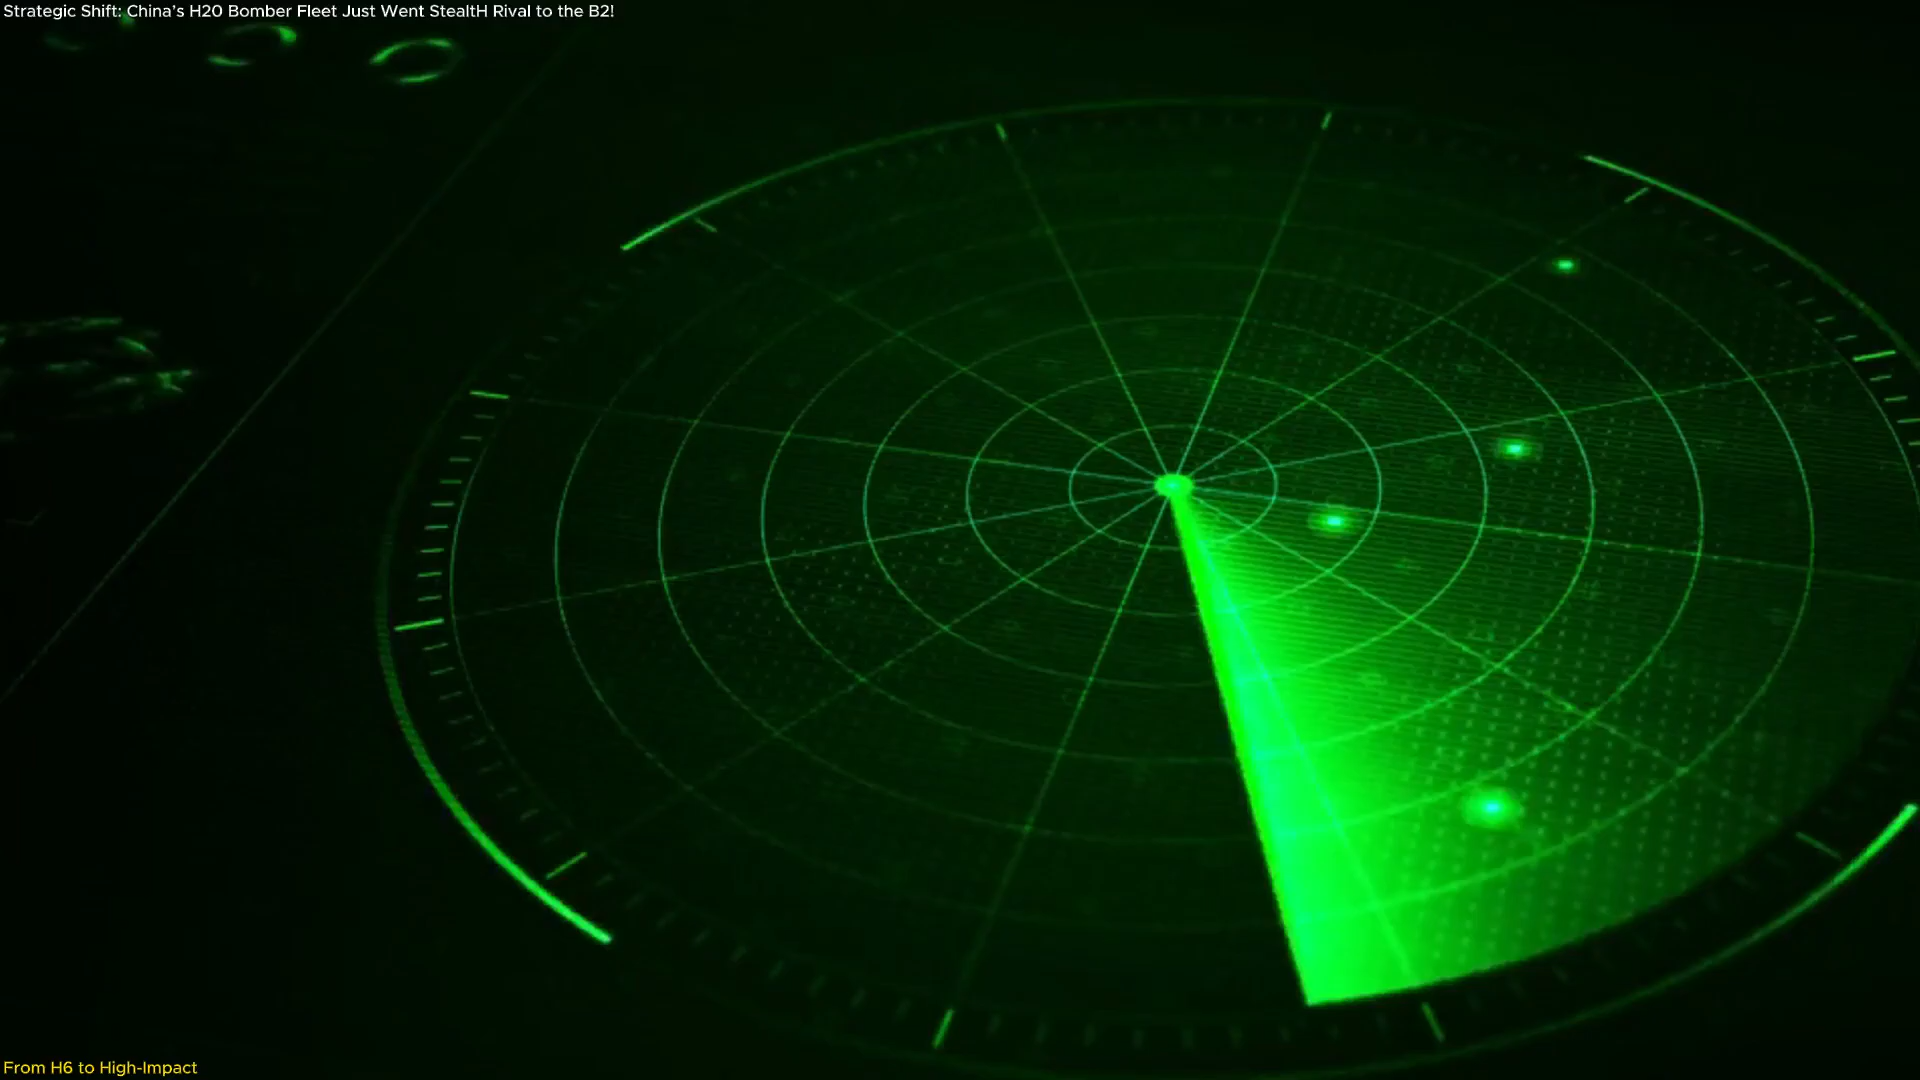 Strategic Shift: China’s H20 Bomber Fleet Just Went StealtH Rival to the B2!
From H6 to High-Impact